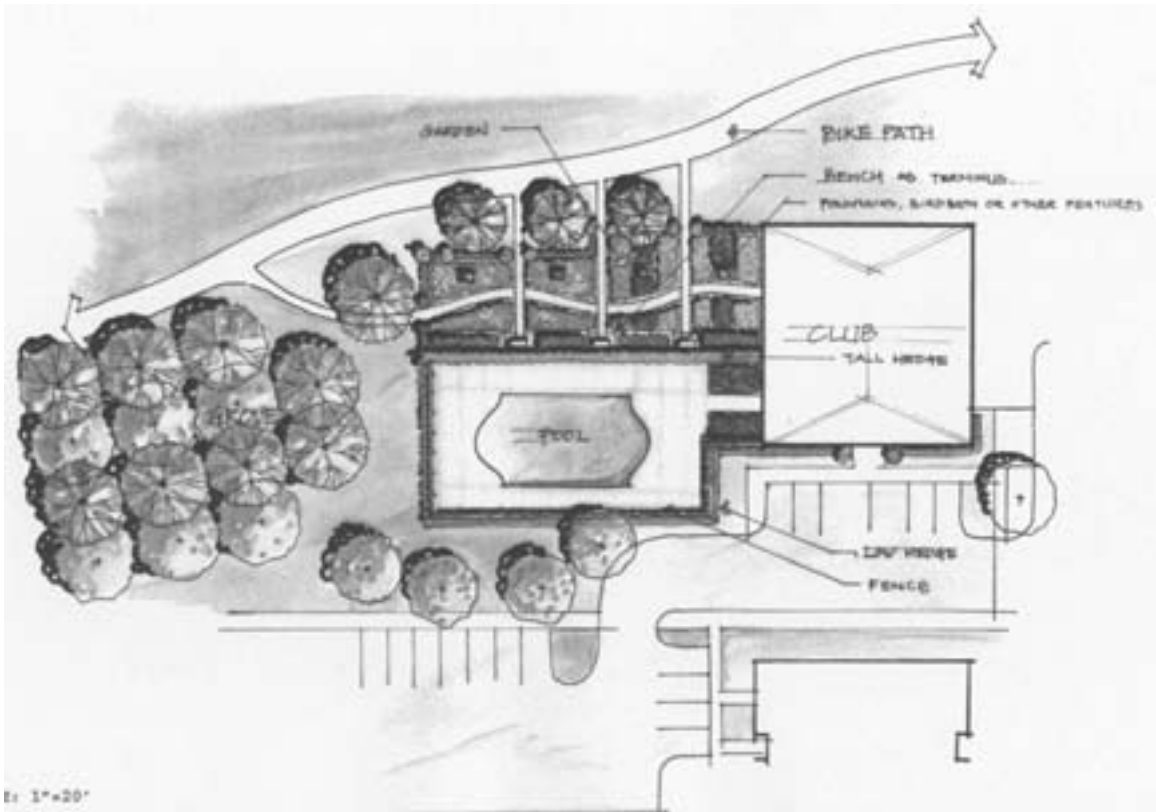 GARDEN
BIKE PATH
BENCH AS TERMINUS
FOUNTAINS, BIRDBATH OR OTHER FEATURES
CLUB
TALL HEDGE
POOL
LOW HEDGE
FENCE
: 1"=20'